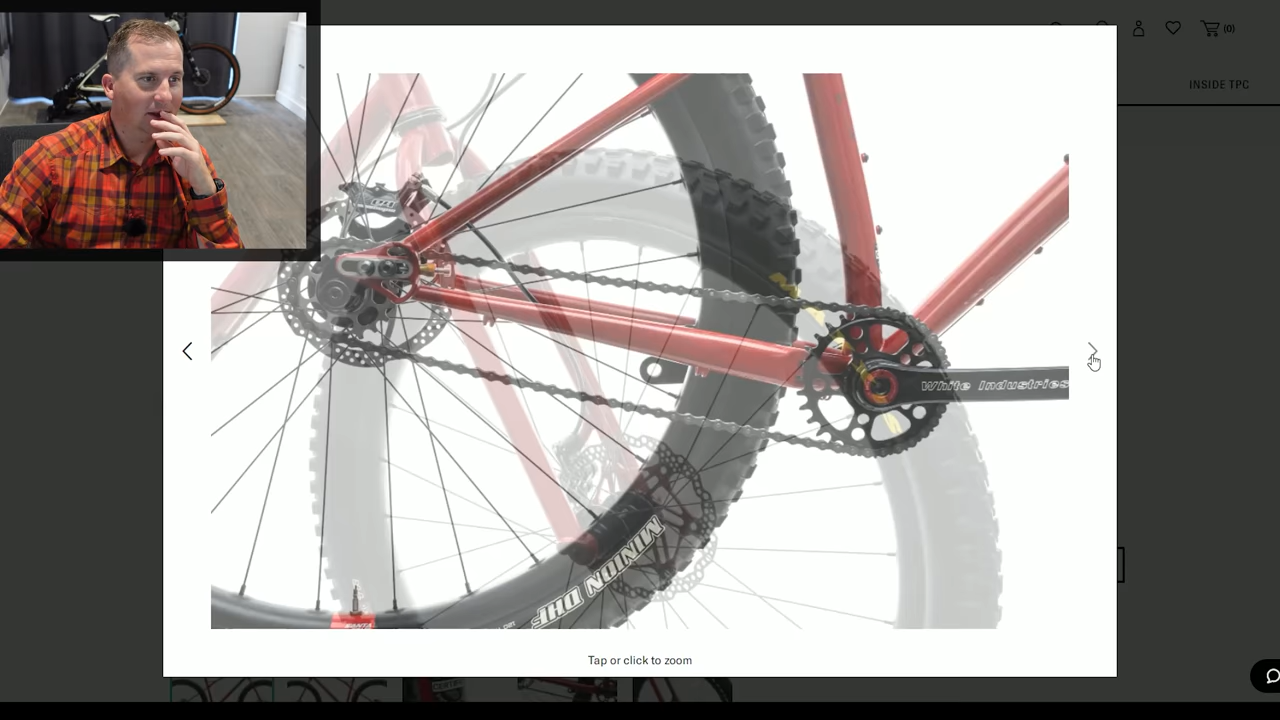 (0)
INSIDE TPC
White Industries
MINION DHF
Tap or click to zoom